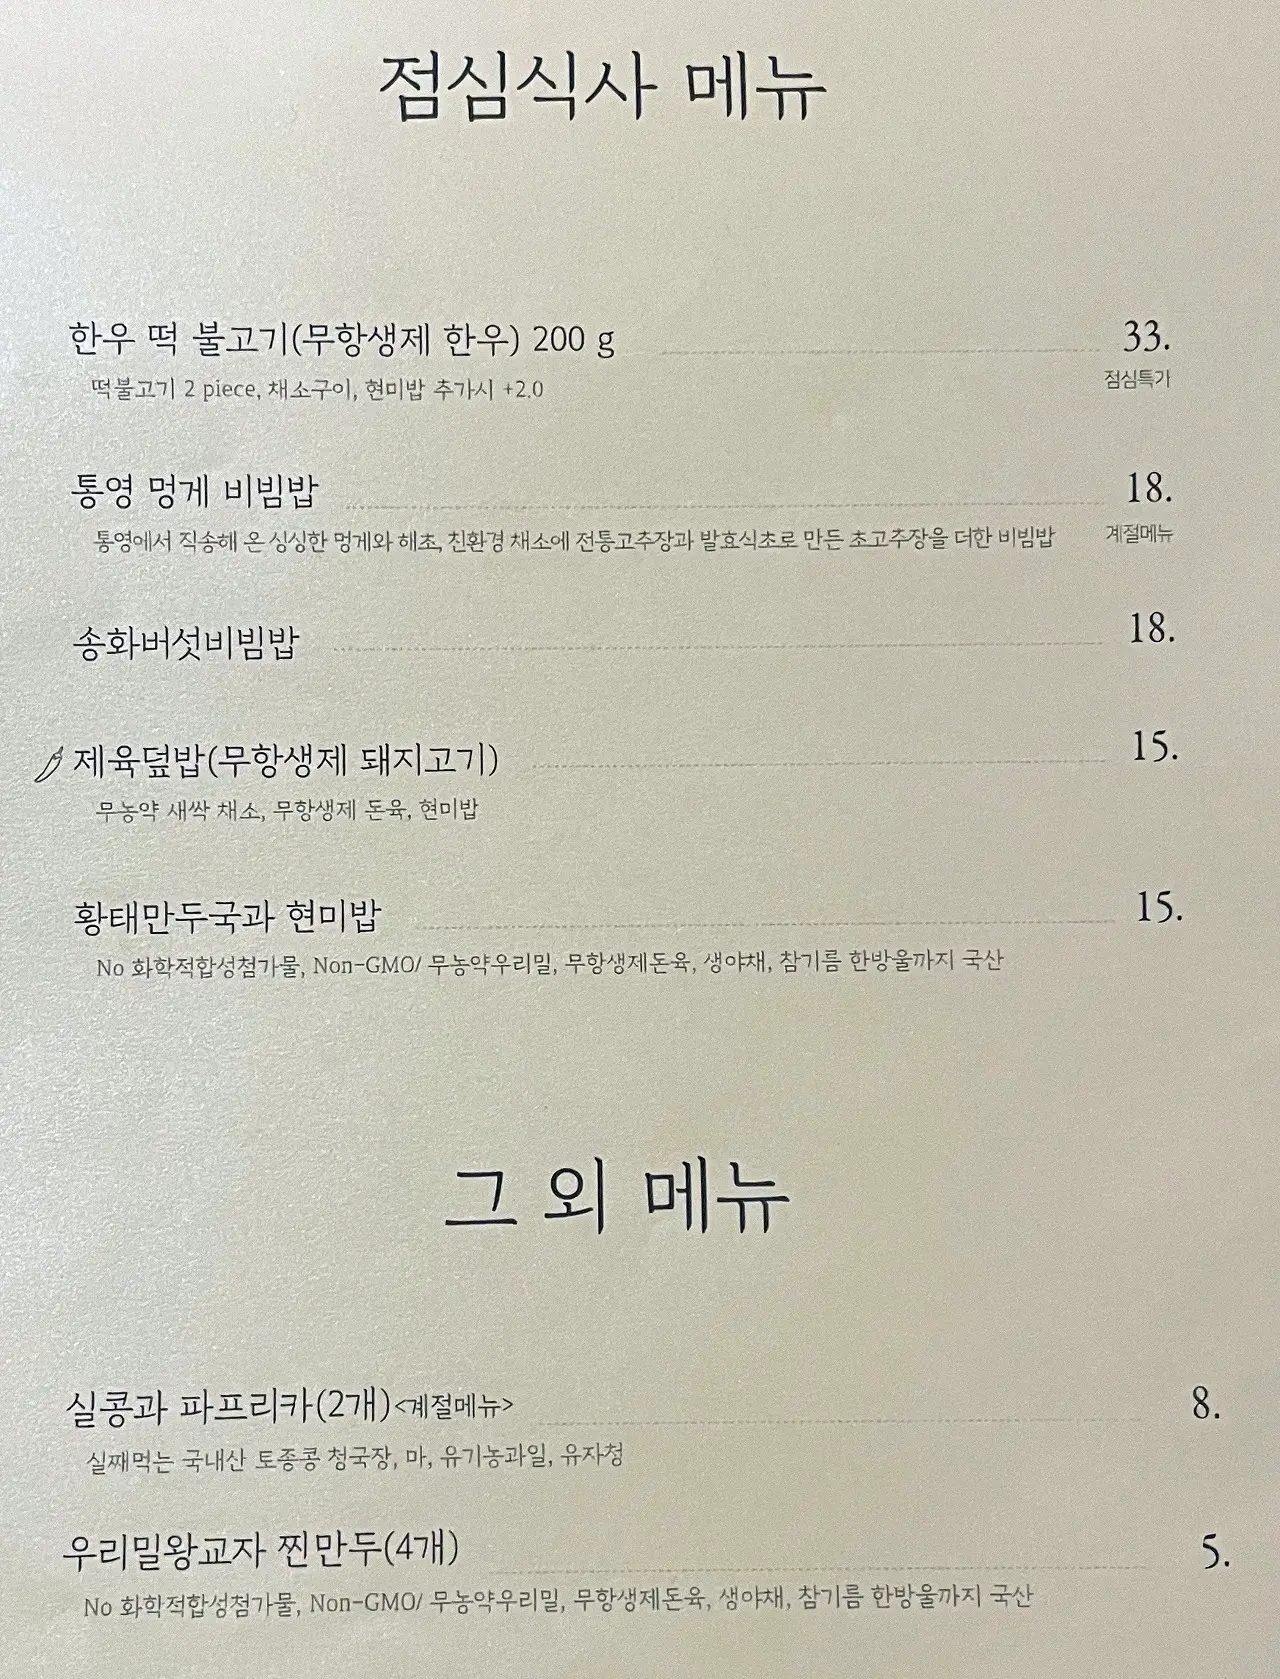 점심식사 메뉴
한우 떡 불고기(무항생제 한우) 200 g 33.
떡불고기 2 piece, 채소구이, 현미밥 추가시 +2.0 점심특가
통영 멍게 비빔밥 18.
통영에서 직송해 온 싱싱한 멍게와 해초, 친환경 채소에 전통고추장과 발효식초로 만든 초고추장을 더한 비빔밥 계절메뉴
송화버섯비빔밥 18.
제육덮밥(무항생제 돼지고기) 15.
무농약 새싹 채소, 무항생제 돈육, 현미밥
황태만두국과 현미밥 15.
No 화학적합성첨가물, Non-GMO/ 무농약우리밀, 무항생제돈육, 생야채, 참기름 한방울까지 국산
그 외 메뉴
실콩과 파프리카(2개)<계절메뉴> 8.
실째먹는 국내산 토종콩 청국장, 마, 유기농과일, 유자청
우리밀왕교자 찐만두(4개) 5.
No 화학적합성첨가물, Non-GMO/ 무농약우리밀, 무항생제돈육, 생야채, 참기름 한방울까지 국산